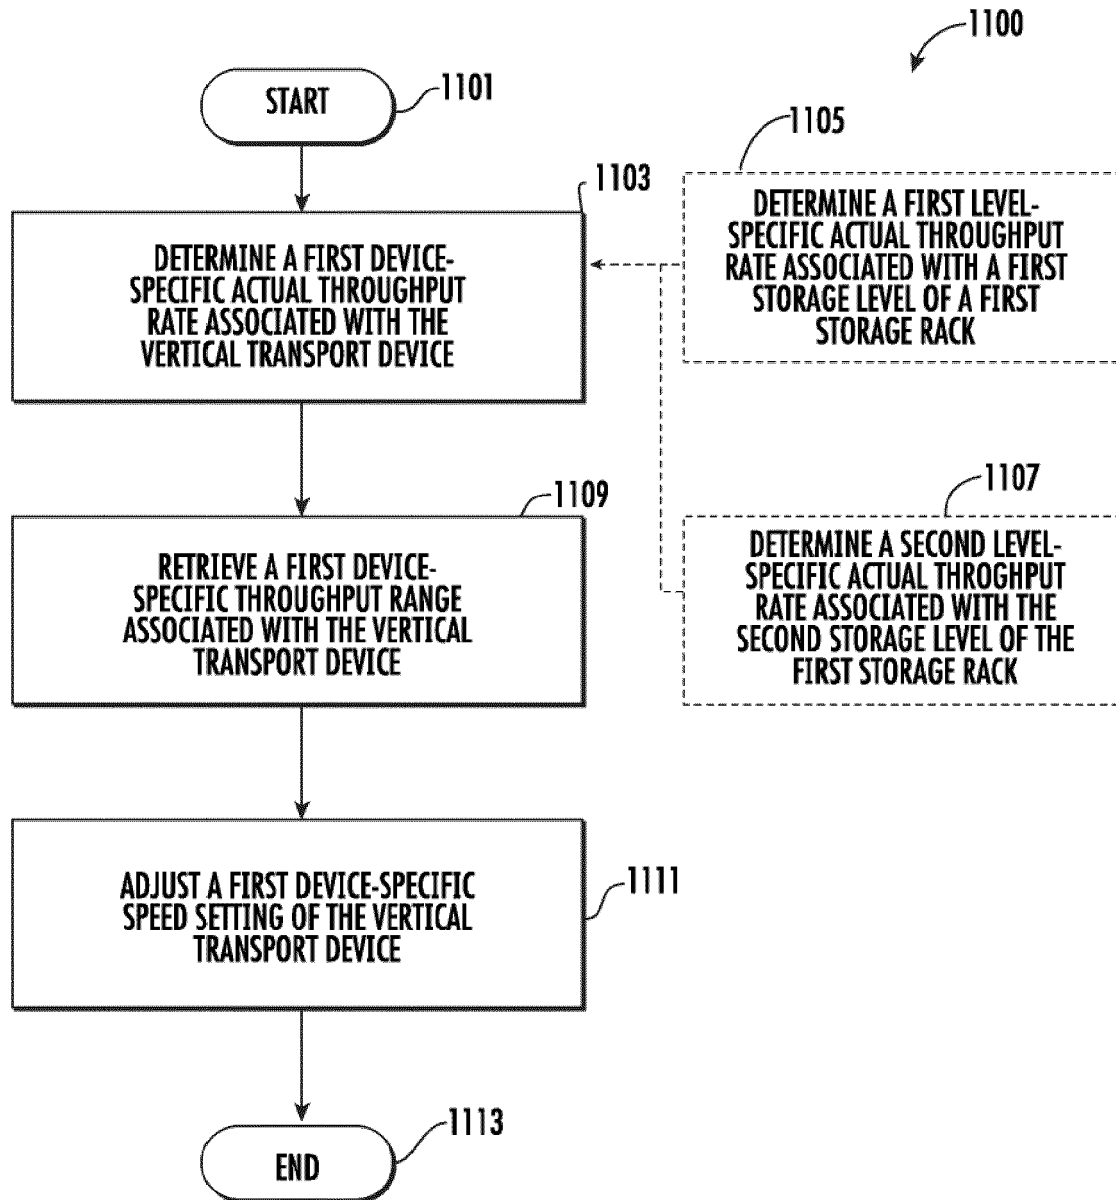 1100
START
1101
1103
DETERMINE A FIRST DEVICE-
SPECIFIC ACTUAL THROUGHPUT
RATE ASSOCIATED WITH THE
VERTICAL TRANSPORT DEVICE
1105
DETERMINE A FIRST LEVEL-
SPECIFIC ACTUAL THROUGHPUT
RATE ASSOCIATED WITH A FIRST
STORAGE LEVEL OF A FIRST
STORAGE RACK
1109
RETRIEVE A FIRST DEVICE-
SPECIFIC THROUGHPUT RANGE
ASSOCIATED WITH THE VERTICAL
TRANSPORT DEVICE
1107
DETERMINE A SECOND LEVEL-
SPECIFIC ACTUAL THROGHPUT
RATE ASSOCIATED WITH THE
SECOND STORAGE LEVEL OF THE
FIRST STORAGE RACK
1111
ADJUST A FIRST DEVICE-SPECIFIC
SPEED SETTING OF THE VERTICAL
TRANSPORT DEVICE
1113
END